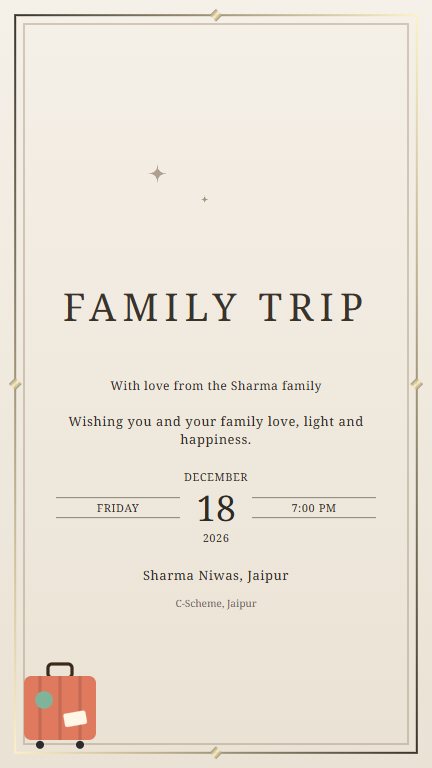 FAMILY TRIP
With love from the Sharma family
Wishing you and your family love, light and
happiness.
DECEMBER
FRIDAY 18 7:00 PM
2026
Sharma Niwas, Jaipur
C-Scheme, Jaipur